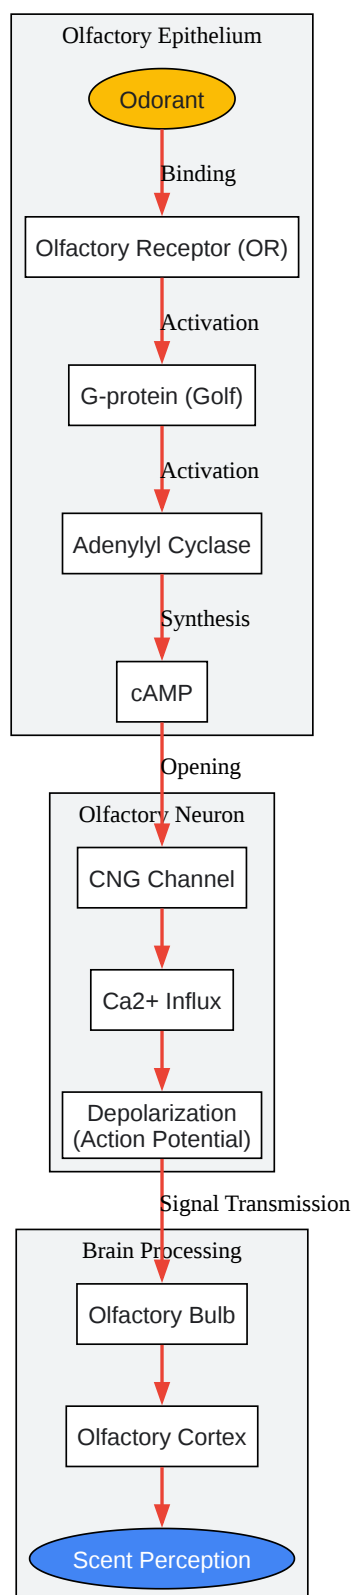 Olfactory Epithelium
Odorant
Binding
Olfactory Receptor (OR)
Activation
G-protein (Golf)
Activation
Adenylyl Cyclase
Synthesis
cAMP
Opening
Olfactory Neuron
CNG Channel
Ca2+ Influx
Depolarization
(Action Potential)
Signal Transmission
Brain Processing
Olfactory Bulb
Olfactory Cortex
Scent Perception